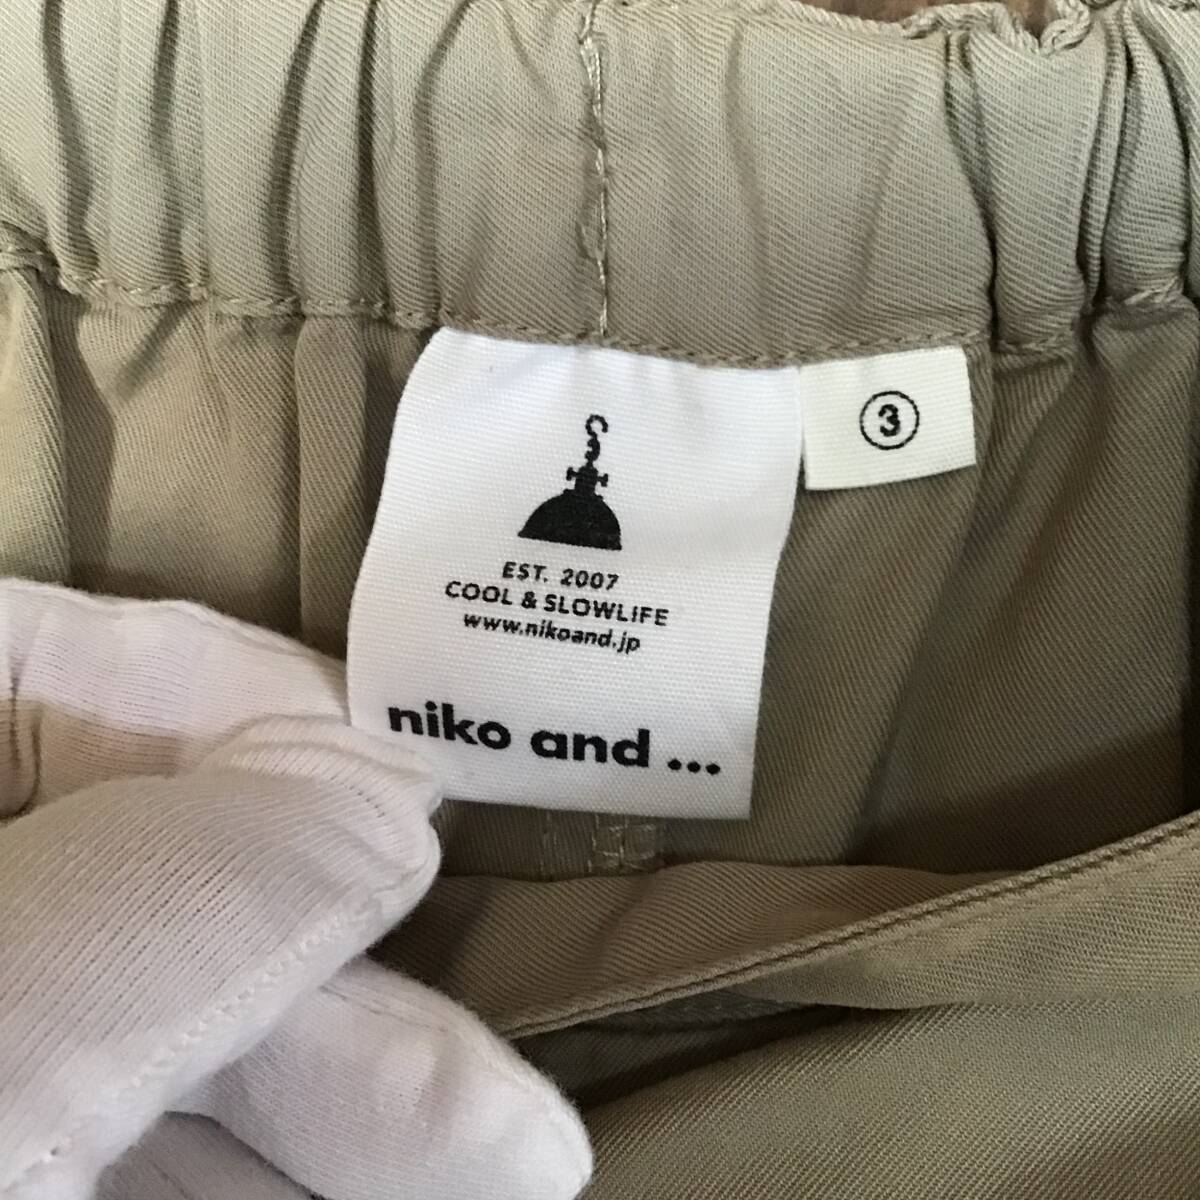 3
EST. 2007
COOL & SLOWLIFE
www.nikoand.jp
niko and ...